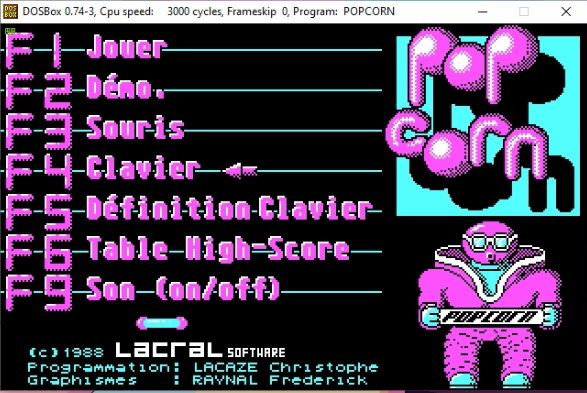 DOSBox 0.74-3, Cpu speed: 3000 cycles, Frameskip 0, Program: POPCORN
F1 Jouer
F2 Démo.
F3 Souris
F4 Clavier
F5 Définition Clavier
F6 Table High-Score
F9 Son (on/off)
POP
CORN
POPCORN
(c) 1988 LACRAL SOFTWARE
Programmation: LACAZE Christophe
Graphismes : RAYNAL Frederick